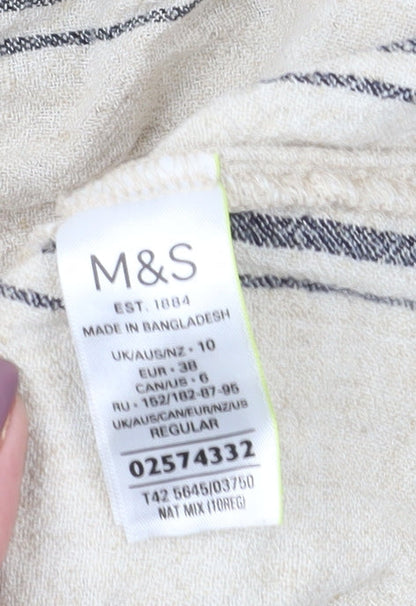 M&S
EST. 1884
MADE IN BANGLADESH
UK/AUS/NZ • 10
EUR • 38
CAN/US • 6
RU • 152/182-87-95
UK/AUS/CAN/EUR/NZ/US
REGULAR
02574332
T42 5645/03750
NAT MIX (10REG)